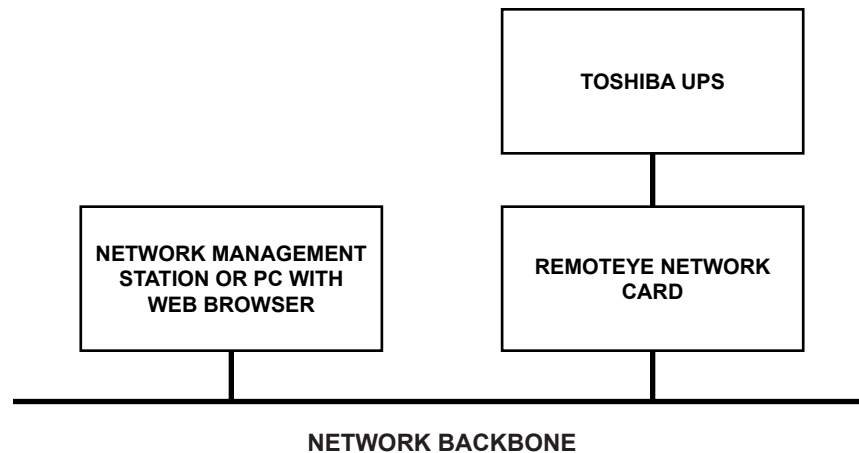 TOSHIBA UPS
NETWORK MANAGEMENT
STATION OR PC WITH
WEB BROWSER
REMOTEYE NETWORK
CARD
NETWORK BACKBONE